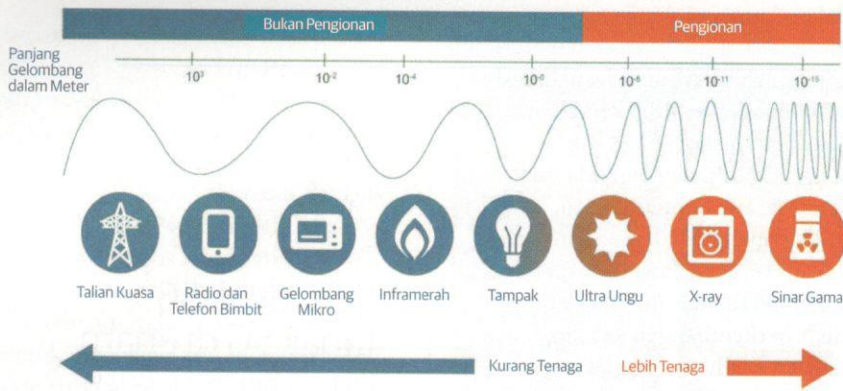 Bukan Pengionan
Pengionan
Panjang
Gelombang
dalam Meter
10³
10⁻²
10⁻⁴
10⁻⁶
10⁻⁸
10⁻¹¹
10⁻¹⁵
Talian Kuasa
Radio dan
Telefon Bimbit
Gelombang
Mikro
Inframerah
Tampak
Ultra Ungu
X-ray
Sinar Gama
Kurang Tenaga
Lebih Tenaga